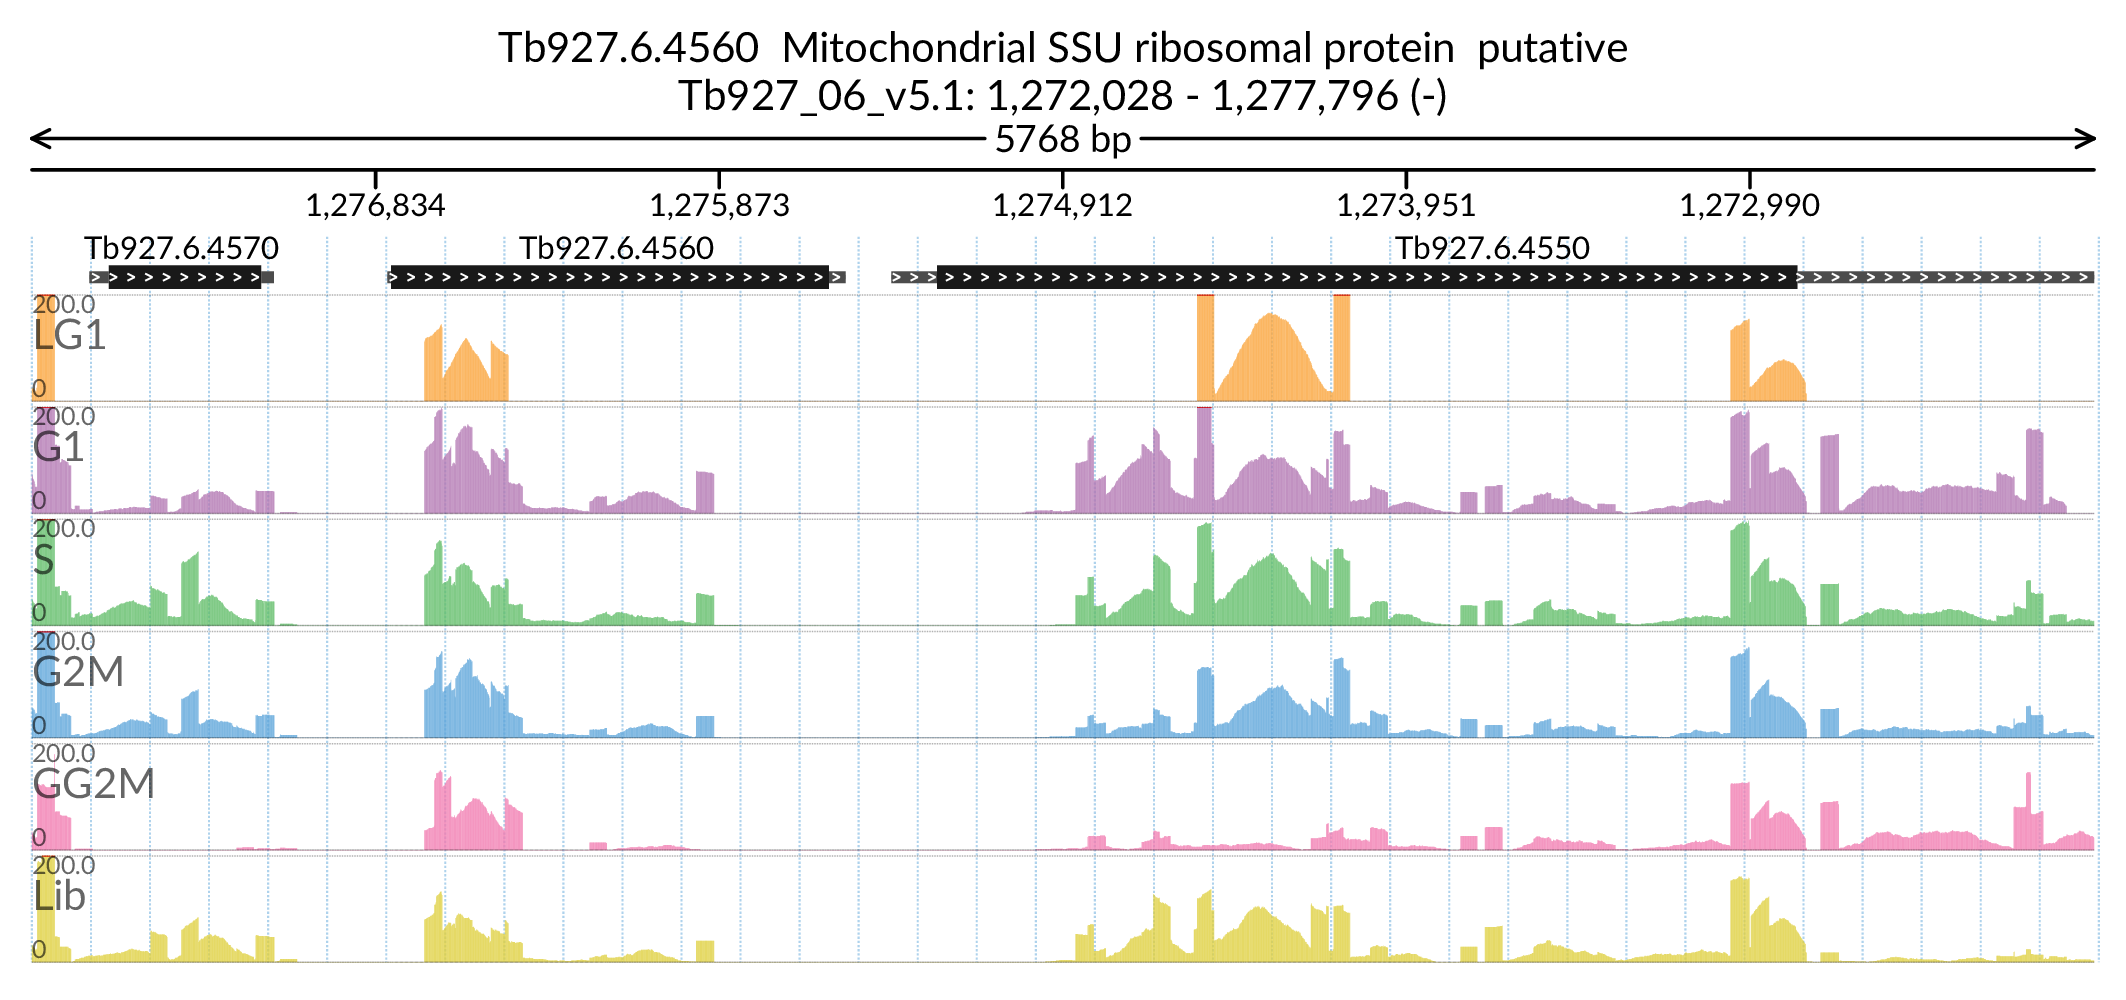 Tb927.6.4560  Mitochondrial SSU ribosomal protein  putative
Tb927_06_v5.1: 1,272,028 - 1,277,796 (-)
5768 bp
1,276,834 1,275,873 1,274,912 1,273,951 1,272,990
Tb927.6.4570 Tb927.6.4560 Tb927.6.4550
200.0
LG1
0
200.0
G1
0
200.0
S
0
200.0
G2M
0
200.0
GG2M
0
200.0
Lib
0